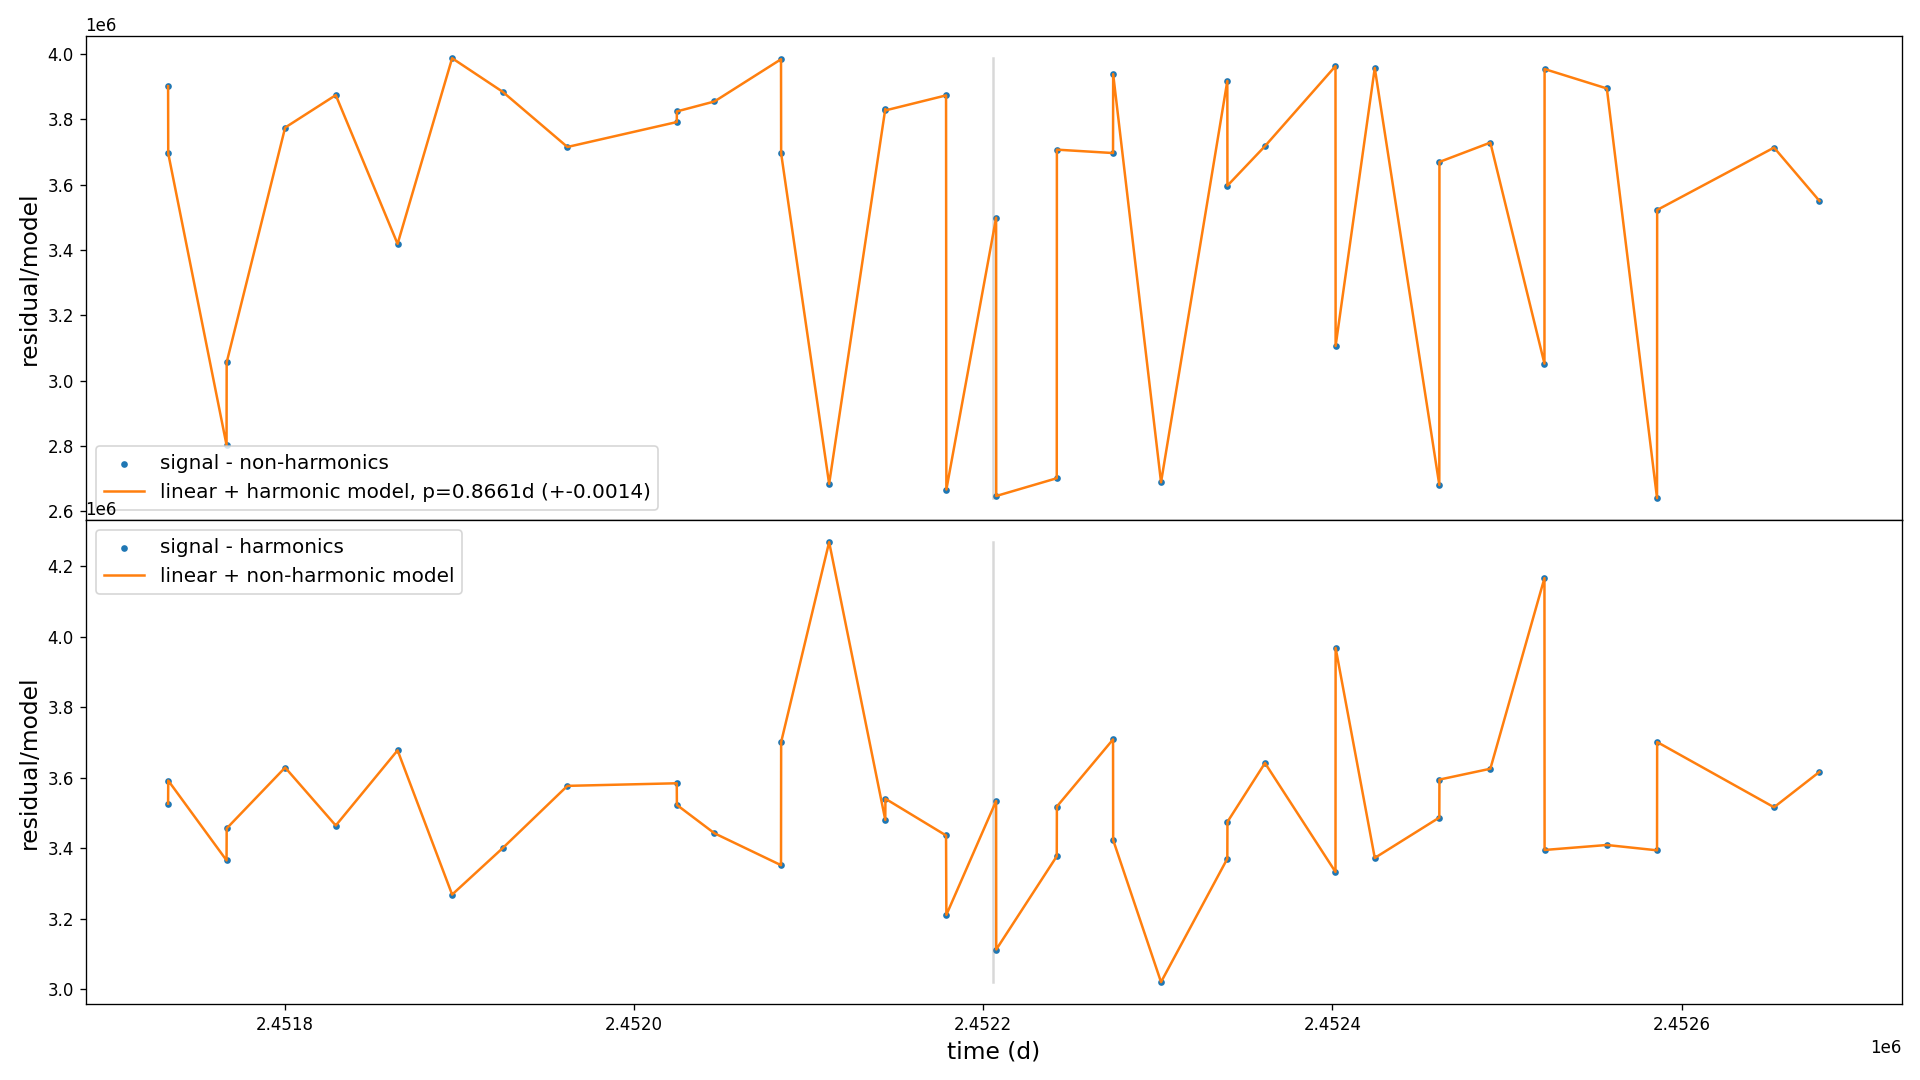 1e6
4.0
3.8
3.6
3.4
3.2
3.0
2.8
2.6
residual/model
signal - non-harmonics
linear + harmonic model, p=0.8661d (+-0.0014)
1e6
signal - harmonics
linear + non-harmonic model
4.2
4.0
3.8
3.6
3.4
3.2
3.0
residual/model
2.4518
2.4520
2.4522
2.4524
2.4526
time (d)
1e6